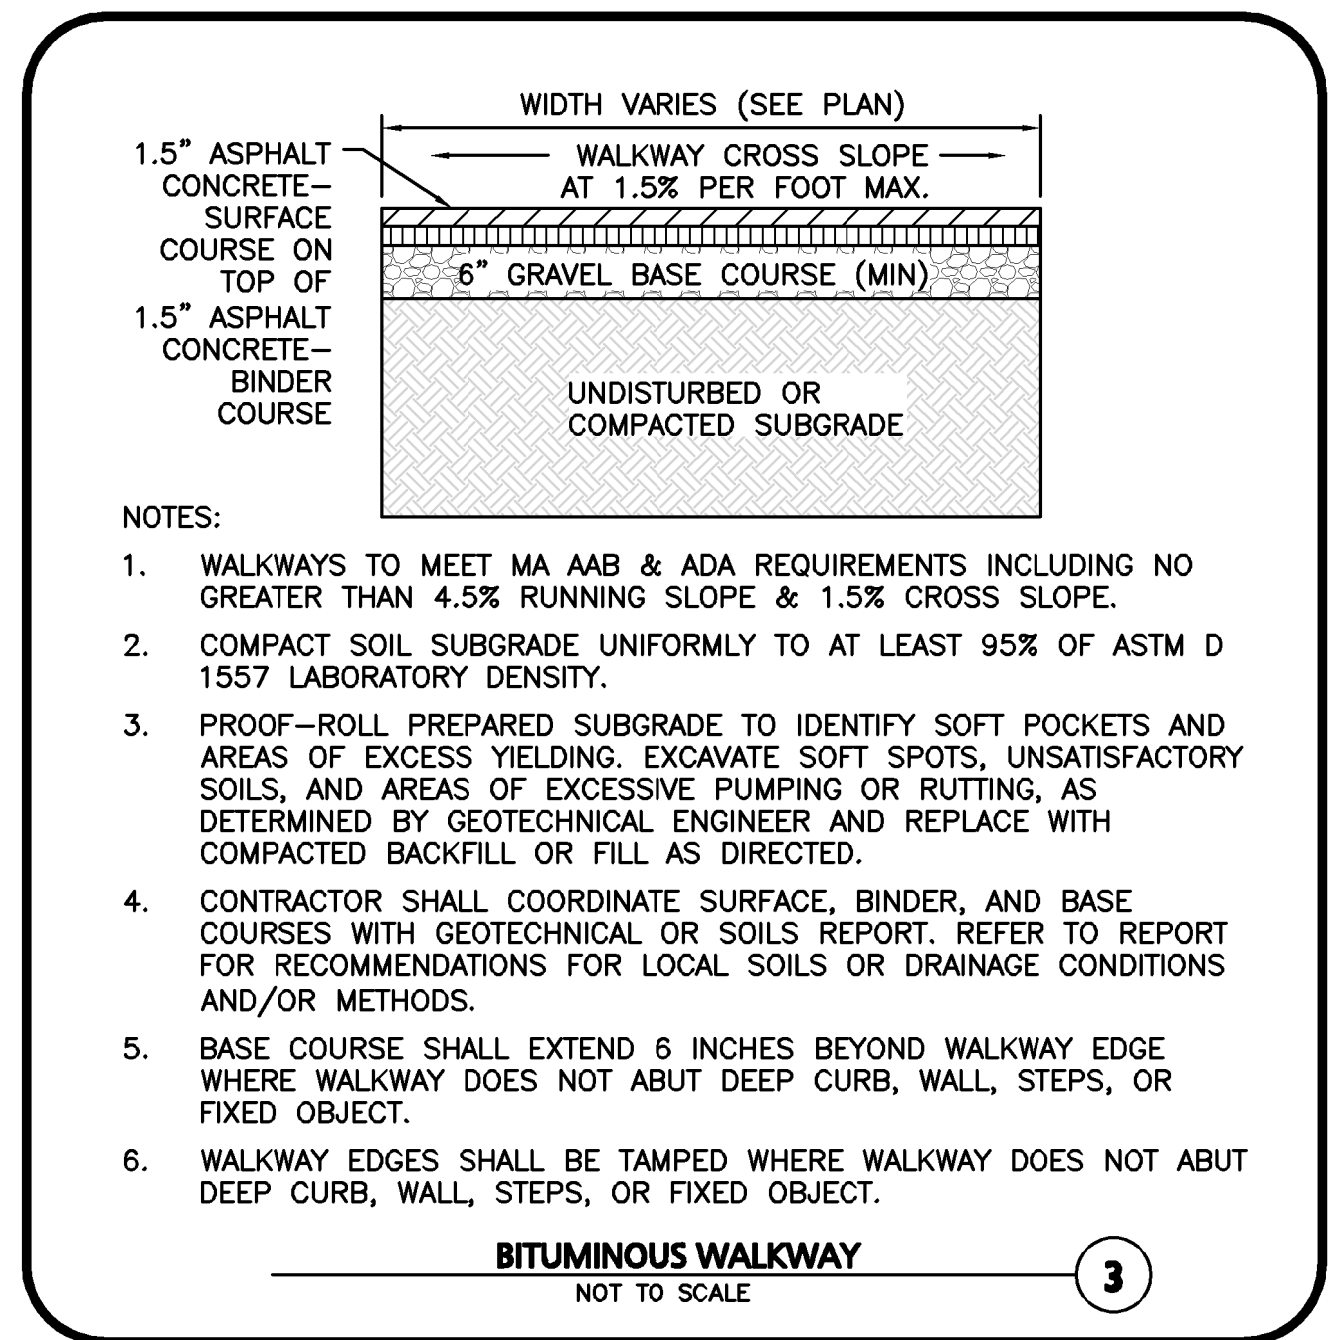 WIDTH VARIES (SEE PLAN)
WALKWAY CROSS SLOPE
AT 1.5% PER FOOT MAX.
1.5" ASPHALT
CONCRETE-
SURFACE
COURSE ON
TOP OF
1.5" ASPHALT
CONCRETE-
BINDER
COURSE
6" GRAVEL BASE COURSE (MIN)
UNDISTURBED OR
COMPACTED SUBGRADE
NOTES:
1. WALKWAYS TO MEET MA AAB & ADA REQUIREMENTS INCLUDING NO
GREATER THAN 4.5% RUNNING SLOPE & 1.5% CROSS SLOPE.
2. COMPACT SOIL SUBGRADE UNIFORMLY TO AT LEAST 95% OF ASTM D
1557 LABORATORY DENSITY.
3. PROOF-ROLL PREPARED SUBGRADE TO IDENTIFY SOFT POCKETS AND
AREAS OF EXCESS YIELDING. EXCAVATE SOFT SPOTS, UNSATISFACTORY
SOILS, AND AREAS OF EXCESSIVE PUMPING OR RUTTING, AS
DETERMINED BY GEOTECHNICAL ENGINEER AND REPLACE WITH
COMPACTED BACKFILL OR FILL AS DIRECTED.
4. CONTRACTOR SHALL COORDINATE SURFACE, BINDER, AND BASE
COURSES WITH GEOTECHNICAL OR SOILS REPORT. REFER TO REPORT
FOR RECOMMENDATIONS FOR LOCAL SOILS OR DRAINAGE CONDITIONS
AND/OR METHODS.
5. BASE COURSE SHALL EXTEND 6 INCHES BEYOND WALKWAY EDGE
WHERE WALKWAY DOES NOT ABUT DEEP CURB, WALL, STEPS, OR
FIXED OBJECT.
6. WALKWAY EDGES SHALL BE TAMPED WHERE WALKWAY DOES NOT ABUT
DEEP CURB, WALL, STEPS, OR FIXED OBJECT.
BITUMINOUS WALKWAY
NOT TO SCALE
3